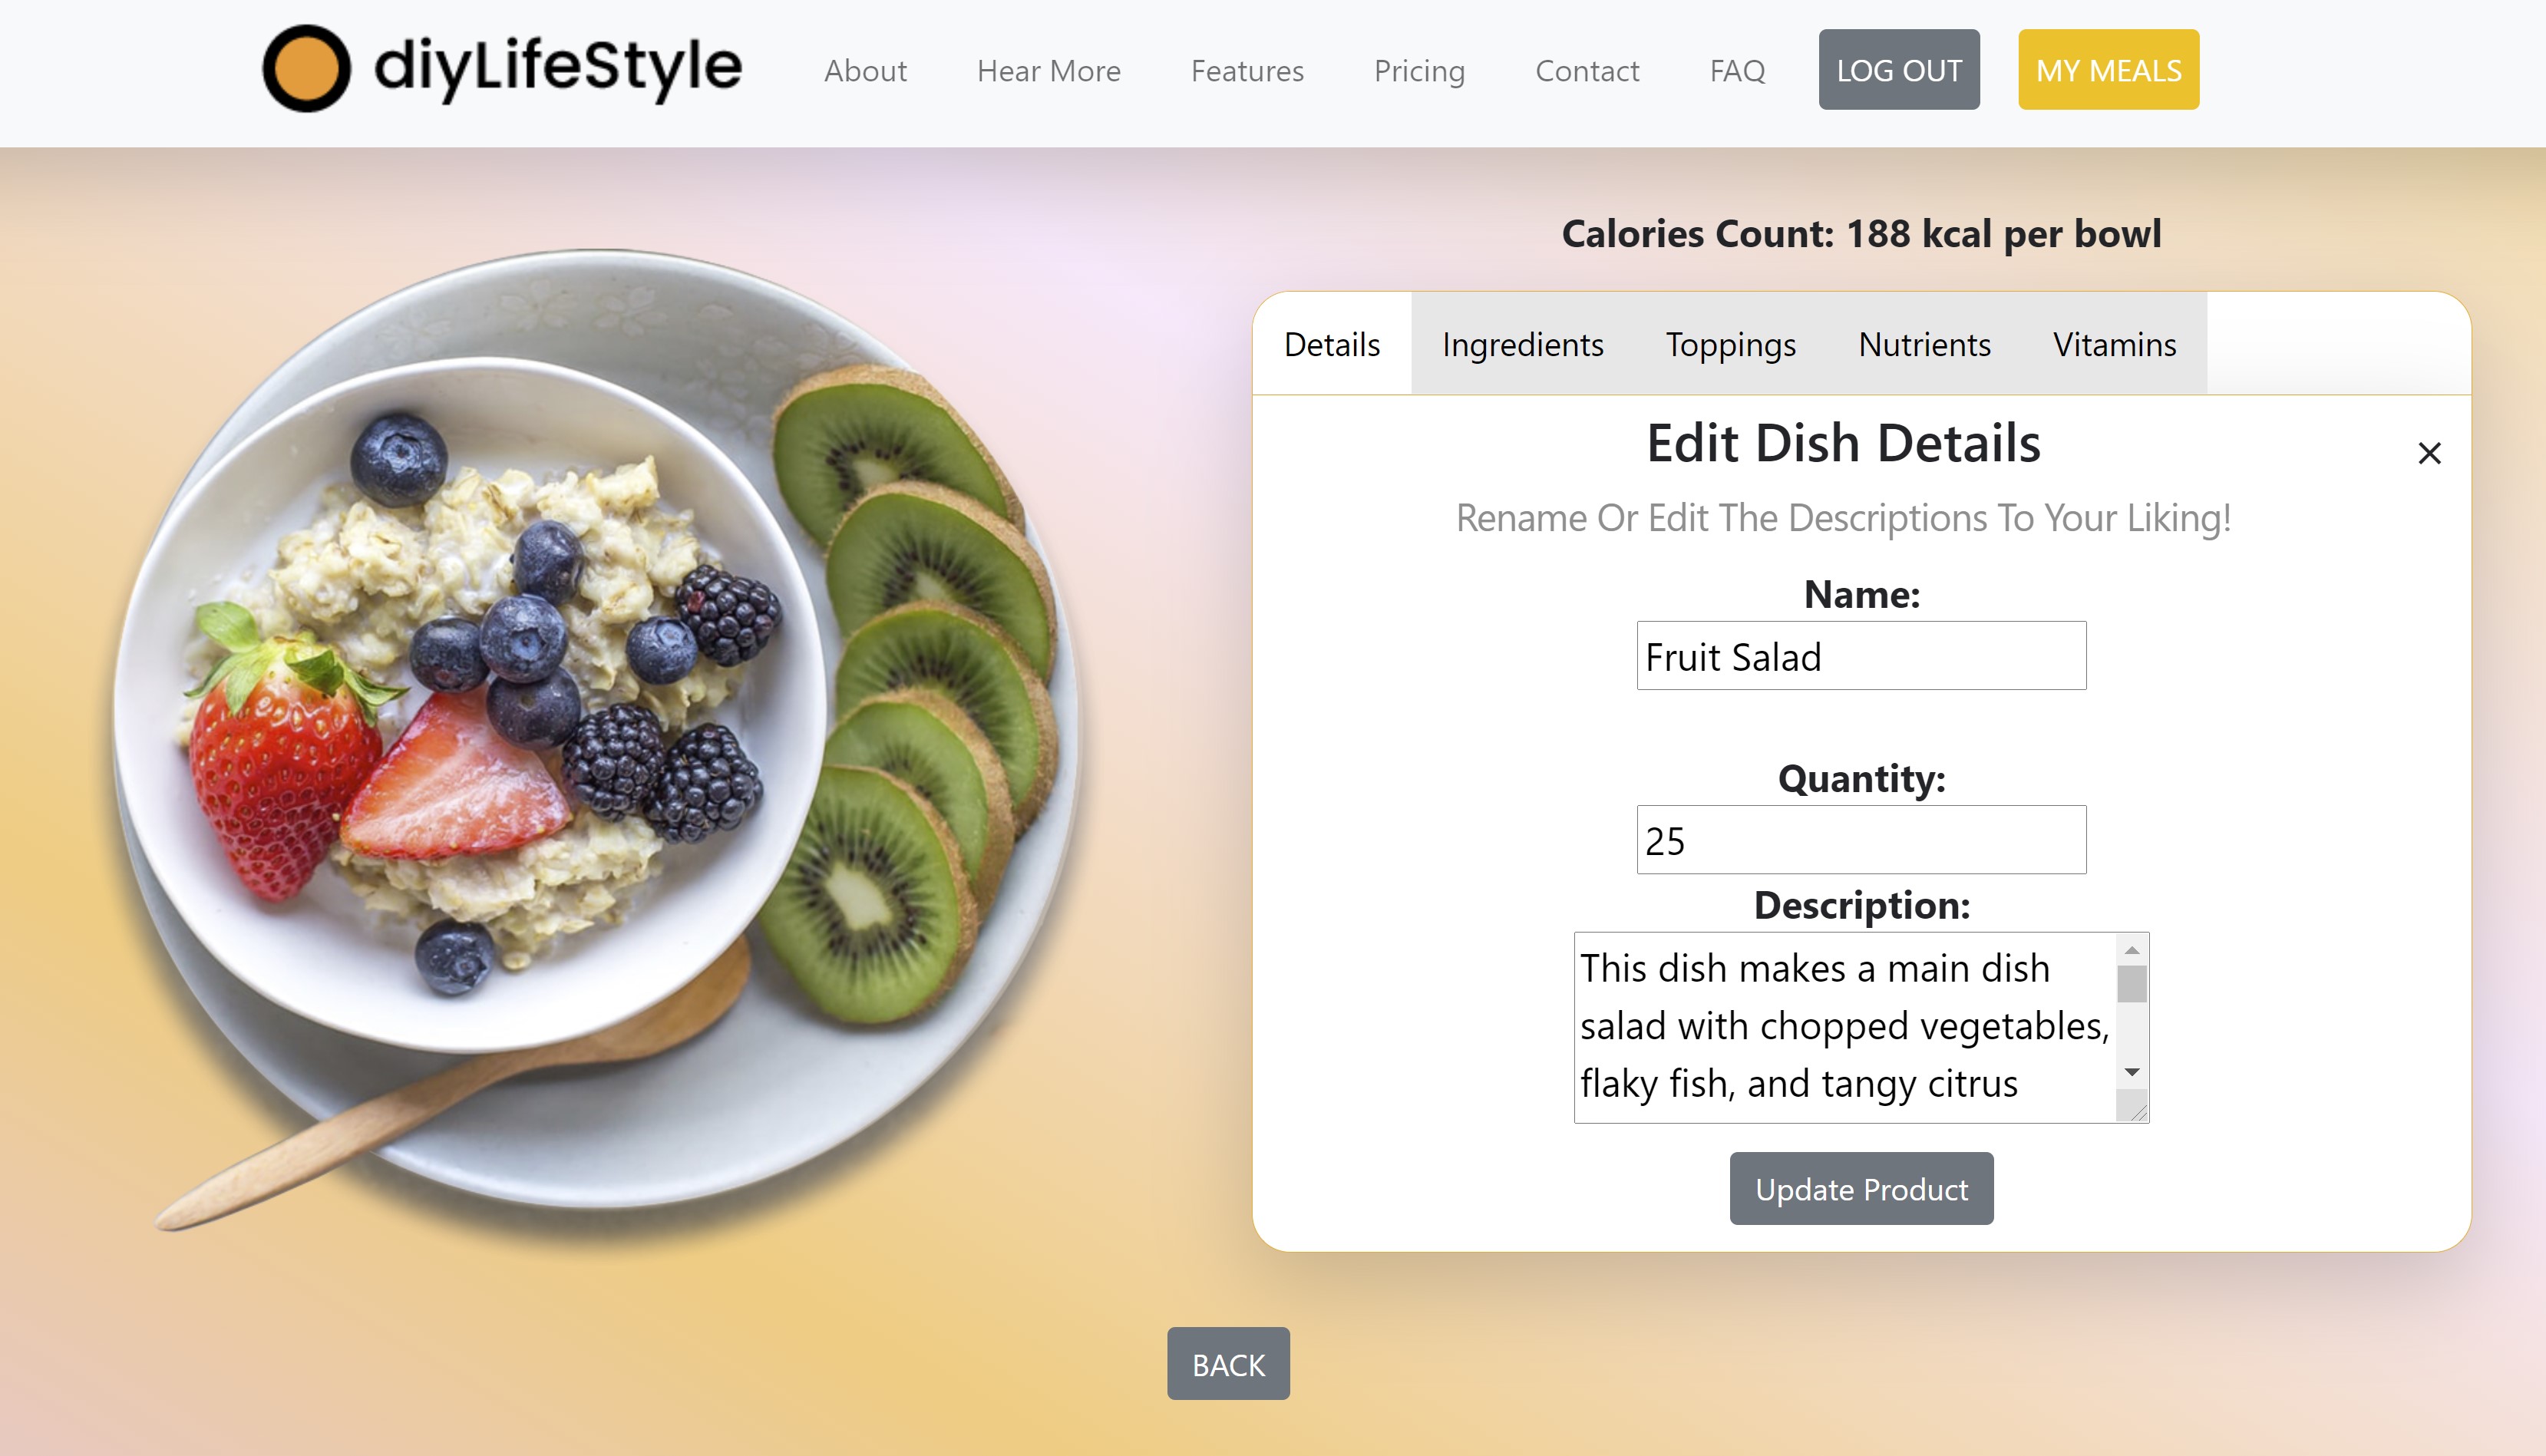 diyLifeStyle
About Hear More Features Pricing Contact FAQ LOG OUT MY MEALS
Calories Count: 188 kcal per bowl
Details Ingredients Toppings Nutrients Vitamins
Edit Dish Details
×
Rename Or Edit The Descriptions To Your Liking!
Name:
Fruit Salad
Quantity:
25
Description:
This dish makes a main dish
salad with chopped vegetables,
flaky fish, and tangy citrus
Update Product
BACK